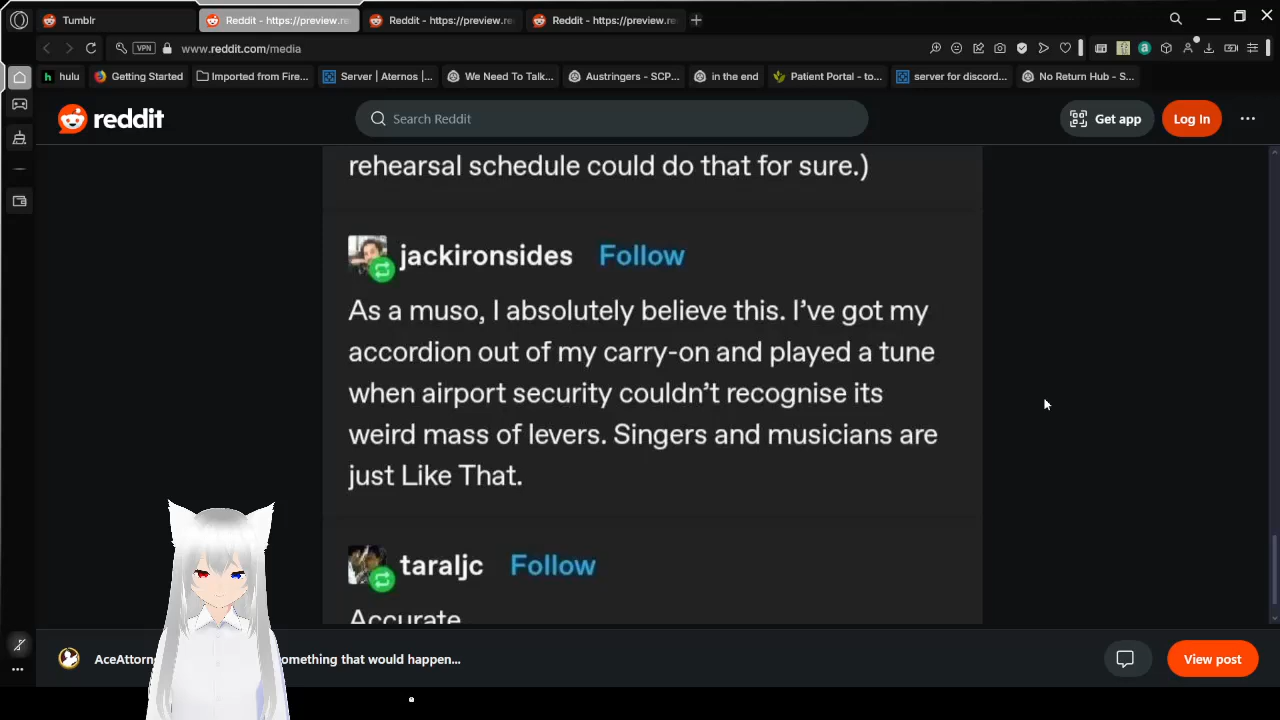 Tumblr
Reddit - https://preview.re
Reddit - https://preview.re
Reddit - https://preview.re
VPN
www.reddit.com/media
hulu
Getting Started
Imported from Fire...
Server | Aternos |...
We Need To Talk...
Austringers - SCP...
in the end
Patient Portal - to...
server for discord...
No Return Hub - S...
reddit
Search Reddit
Get app
Log In
rehearsal schedule could do that for sure.)
jackironsides Follow
As a muso, I absolutely believe this. I’ve got my
accordion out of my carry-on and played a tune
when airport security couldn’t recognise its
weird mass of levers. Singers and musicians are
just Like That.
taraljc Follow
Accurate
AceAttorn
omething that would happen...
View post